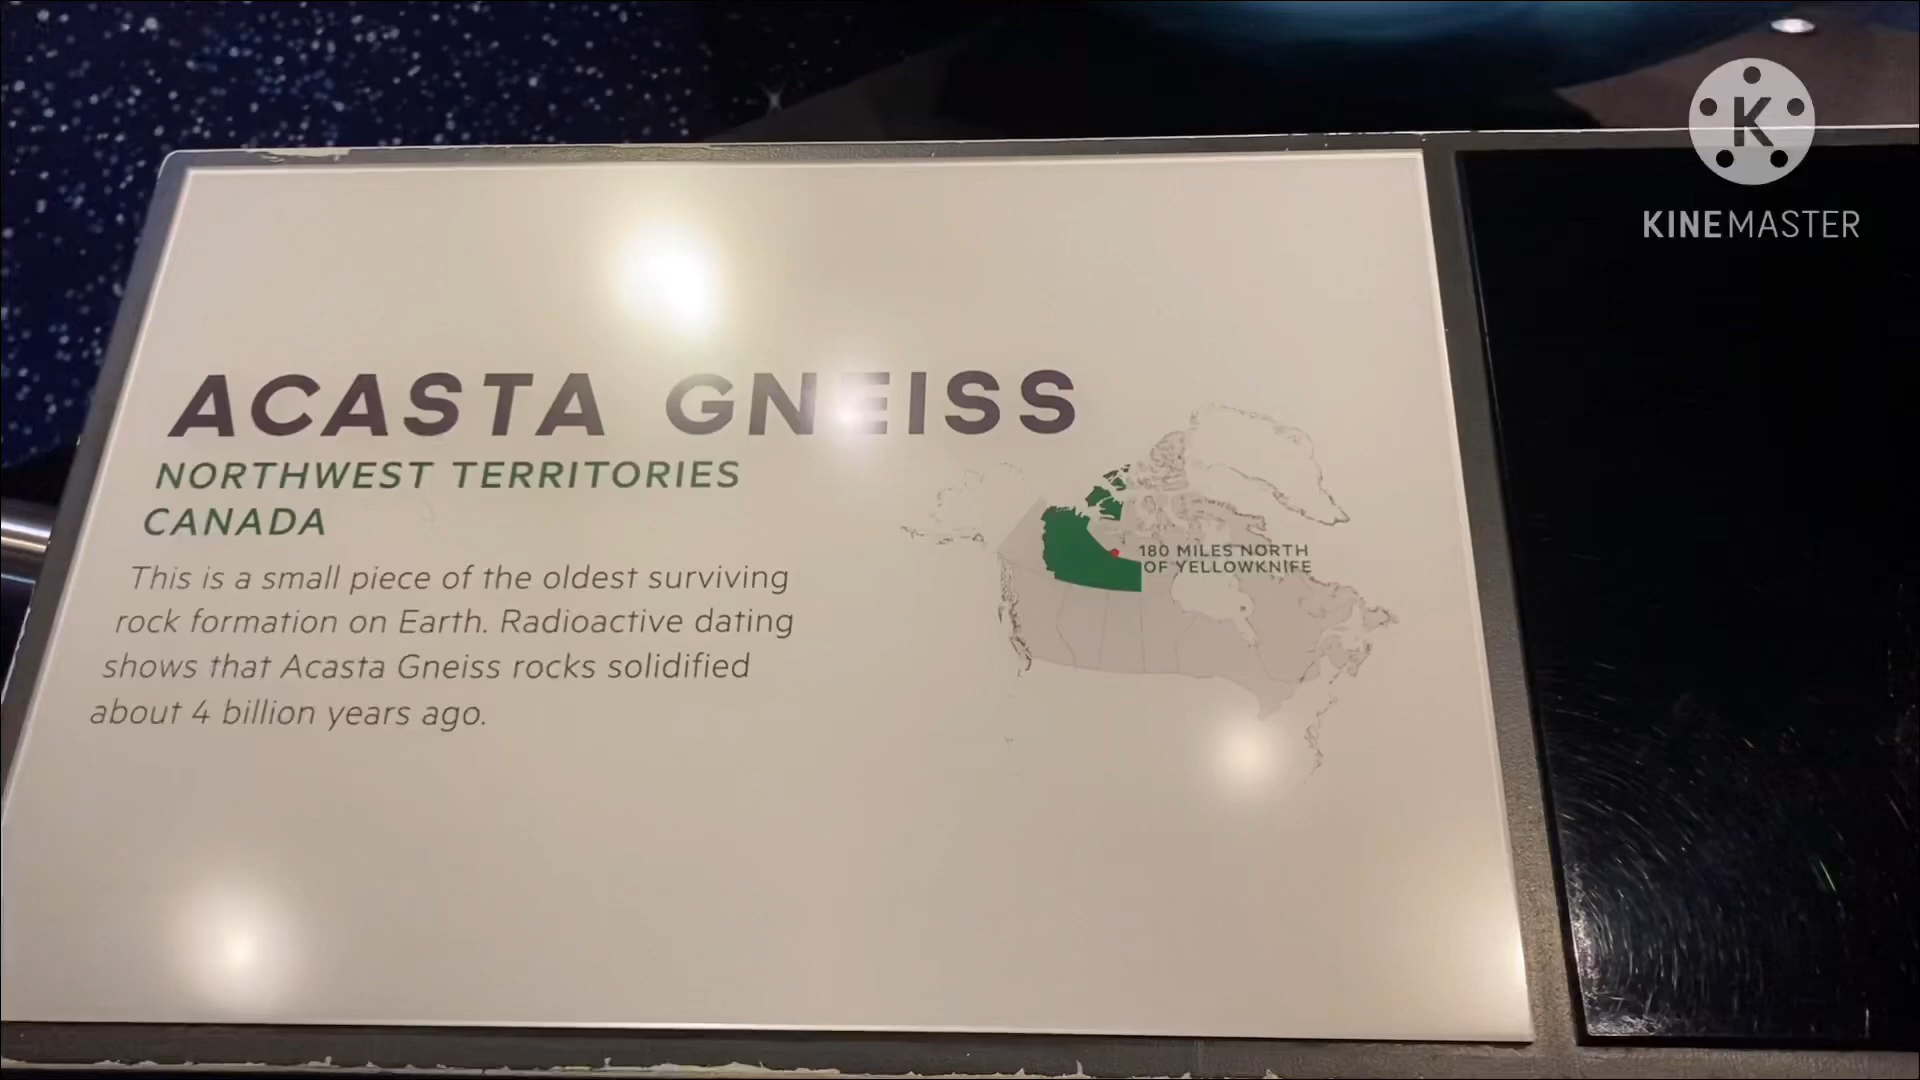 K
KINEMASTER
ACASTA GNEISS
NORTHWEST TERRITORIES
CANADA
This is a small piece of the oldest surviving
rock formation on Earth. Radioactive dating
shows that Acasta Gneiss rocks solidified
about 4 billion years ago.
180 MILES NORTH
OF YELLOWKNIFE